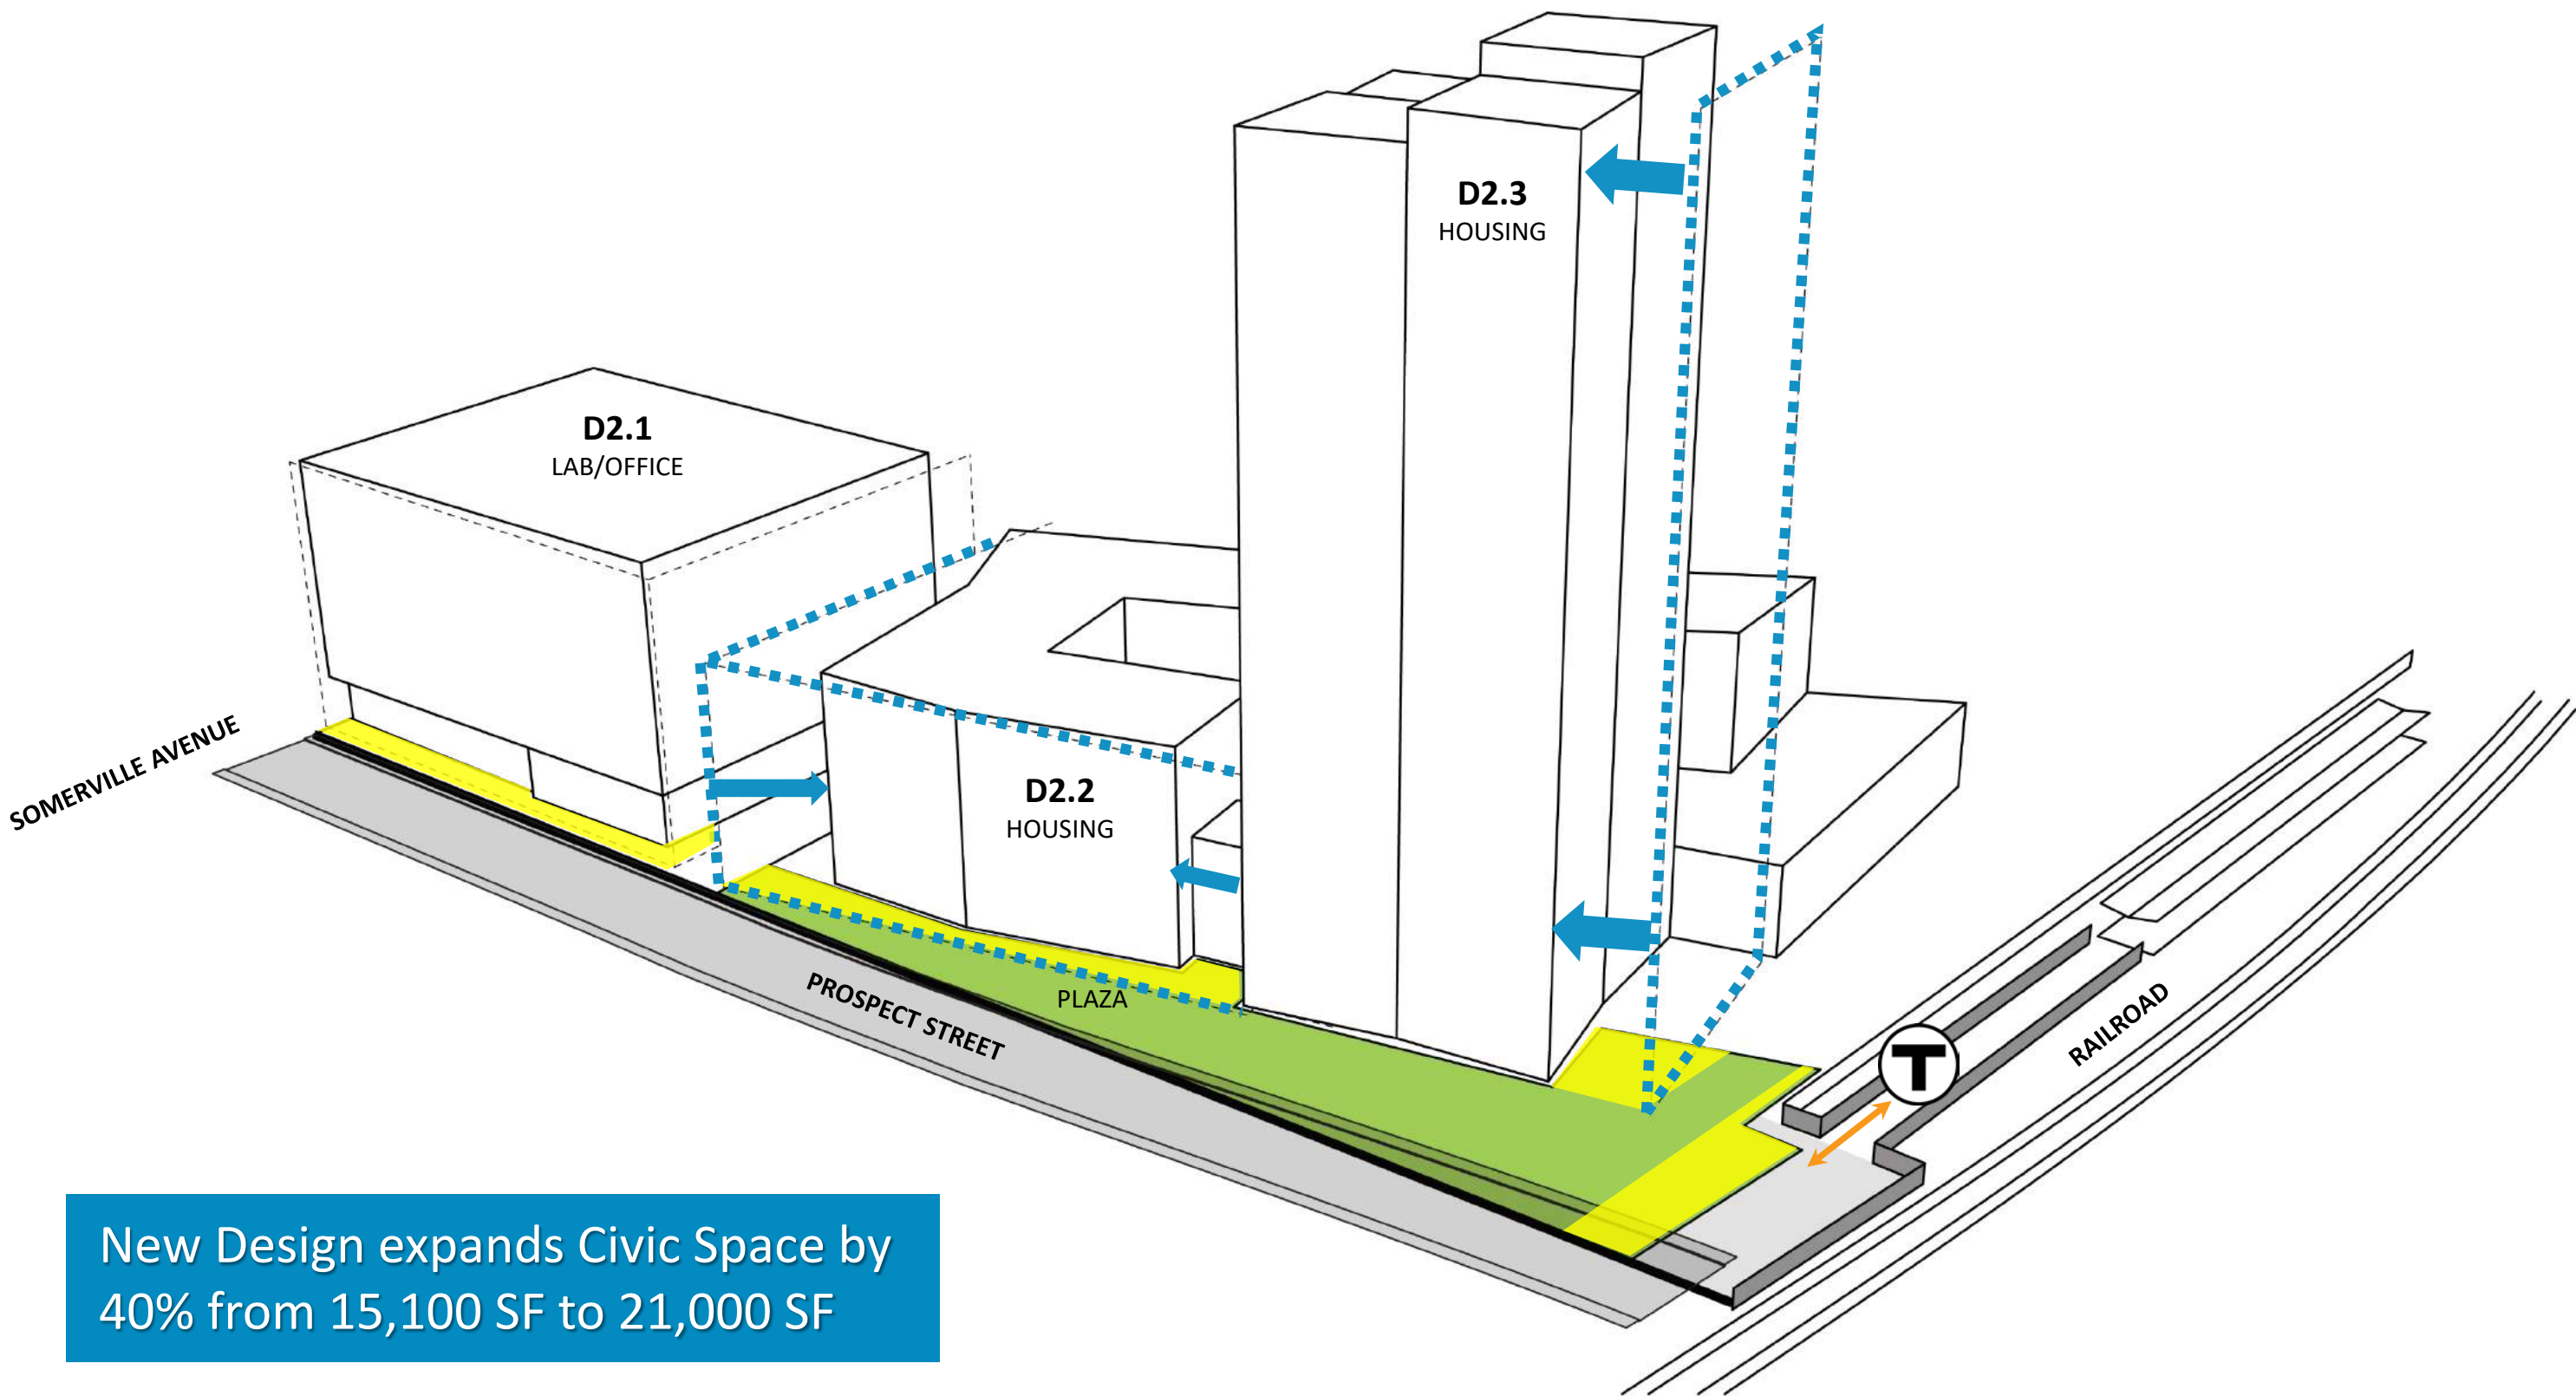 D2.3
HOUSING
D2.1
LAB/OFFICE
SOMERVILLE AVENUE
D2.2
HOUSING
PLAZA
PROSPECT STREET
RAILROAD
T
New Design expands Civic Space by
40% from 15,100 SF to 21,000 SF